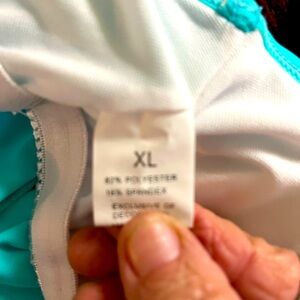 XL
82% POLYESTER
18% SPANDEX
EXCLUSIVE OF